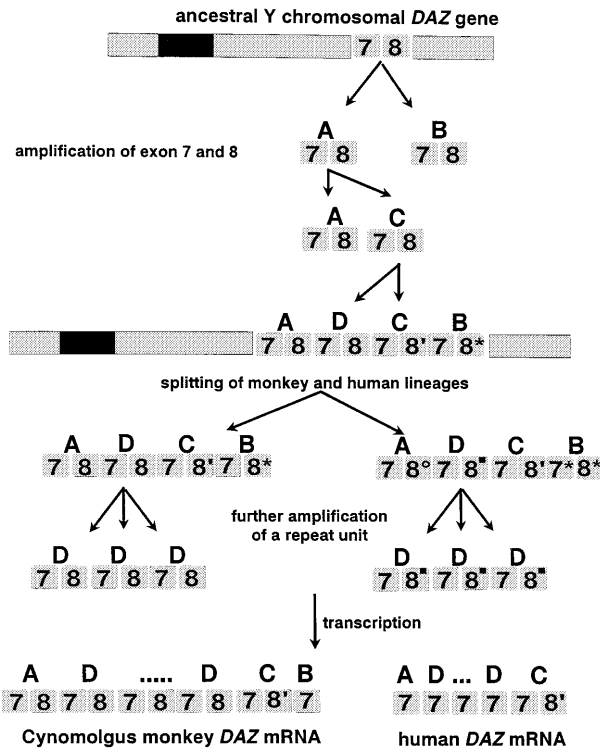 ancestral Y chromosomal DAZ gene
7 8
A B
amplification of exon 7 and 8
7 8 7 8
A C
7 8 7 8
A D C B
7 8 7 8 7 8' 7 8*
splitting of monkey and human lineages
A D C B A D C B
7 8 7 8 7 8' 7 8* 7 8° 7 8▪ 7 8' 7* 8*
further amplification
of a repeat unit
D D D D D D
7 8 7 8 7 8 7 8▪ 7 8▪ 7 8▪
transcription
A D ..... D C B A D ... D C
7 8 7 8 7 8 7 8 7 8' 7 7 7 7 7 7 8'
Cynomolgus monkey DAZ mRNA human DAZ mRNA